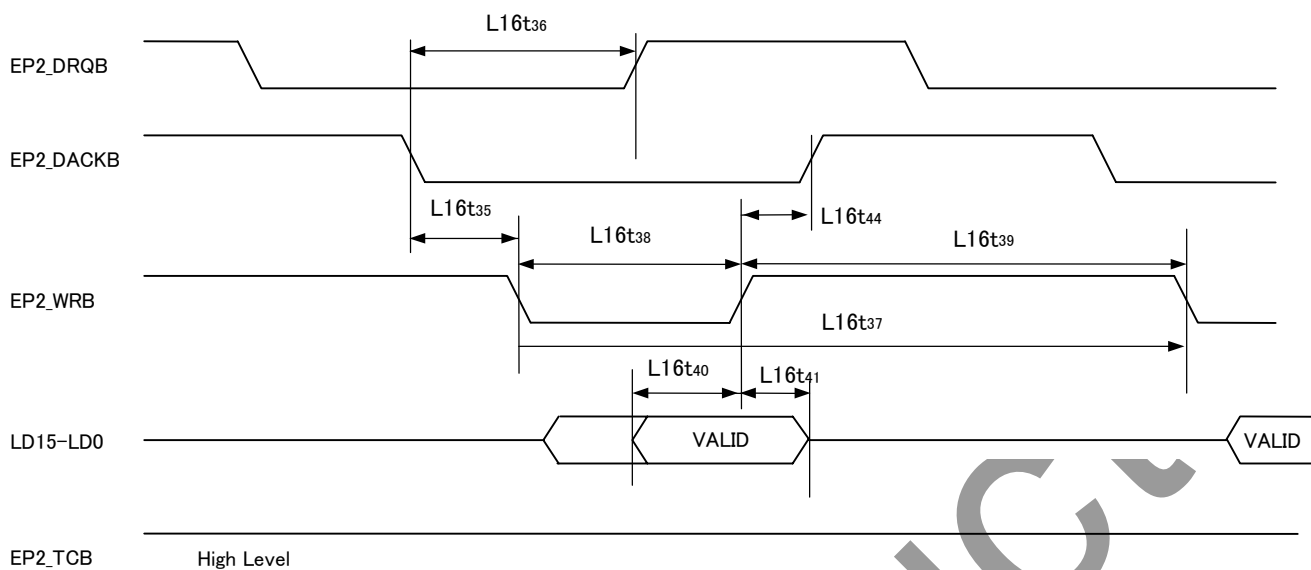 L16t36
EP2_DRQB
EP2_DACKB
L16t35
L16t38
L16t44
L16t39
EP2_WRB
L16t37
L16t40
L16t41
LD15-LD0
VALID
VALID
EP2_TCB
High Level